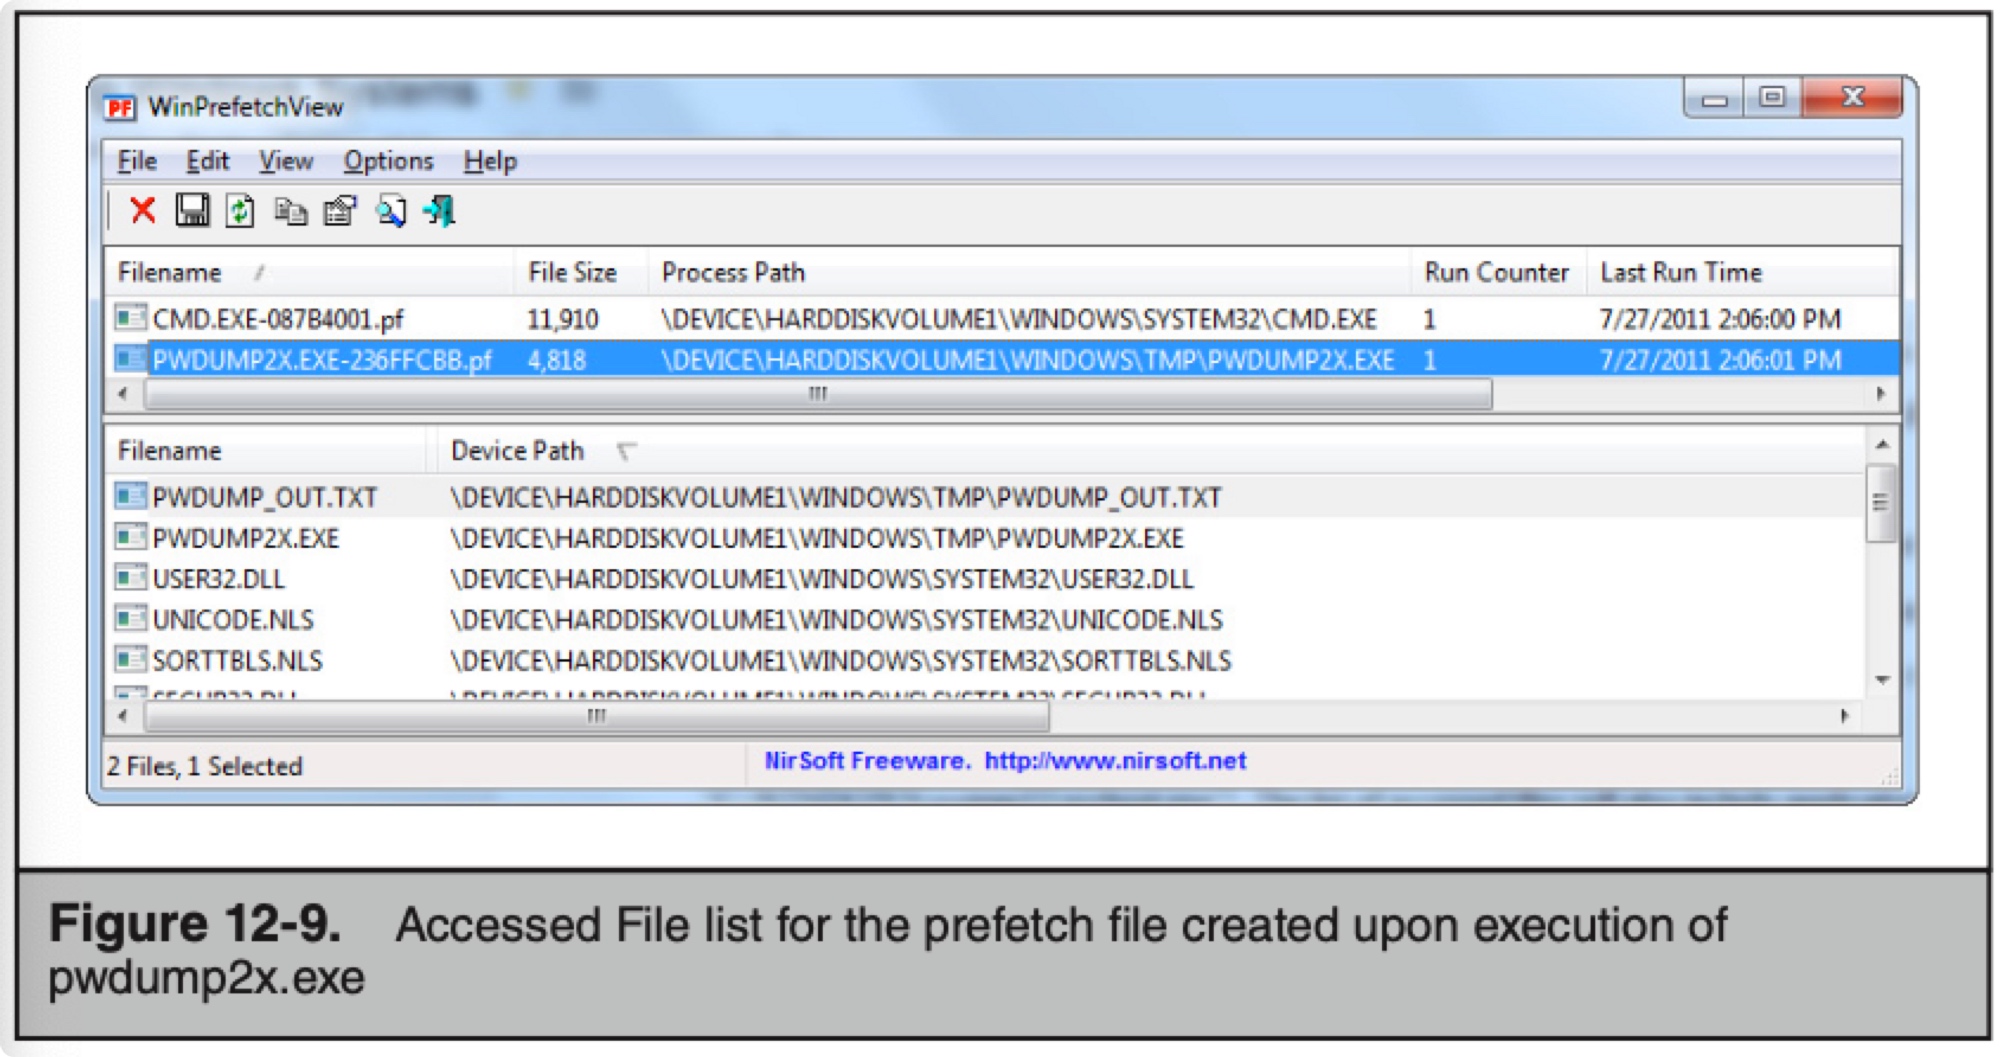 WinPrefetchView
File Edit View Options Help
Filename / File Size Process Path Run Counter Last Run Time
CMD.EXE-087B4001.pf 11,910 \DEVICE\HARDDISKVOLUME1\WINDOWS\SYSTEM32\CMD.EXE 1 7/27/2011 2:06:00 PM
PWDUMP2X.EXE-236FFCBB.pf 4,818 \DEVICE\HARDDISKVOLUME1\WINDOWS\TMP\PWDUMP2X.EXE 1 7/27/2011 2:06:01 PM
Filename Device Path
PWDUMP_OUT.TXT \DEVICE\HARDDISKVOLUME1\WINDOWS\TMP\PWDUMP_OUT.TXT
PWDUMP2X.EXE \DEVICE\HARDDISKVOLUME1\WINDOWS\TMP\PWDUMP2X.EXE
USER32.DLL \DEVICE\HARDDISKVOLUME1\WINDOWS\SYSTEM32\USER32.DLL
UNICODE.NLS \DEVICE\HARDDISKVOLUME1\WINDOWS\SYSTEM32\UNICODE.NLS
SORTTBLS.NLS \DEVICE\HARDDISKVOLUME1\WINDOWS\SYSTEM32\SORTTBLS.NLS
2 Files, 1 Selected NirSoft Freeware. http://www.nirsoft.net
Figure 12-9. Accessed File list for the prefetch file created upon execution of
pwdump2x.exe